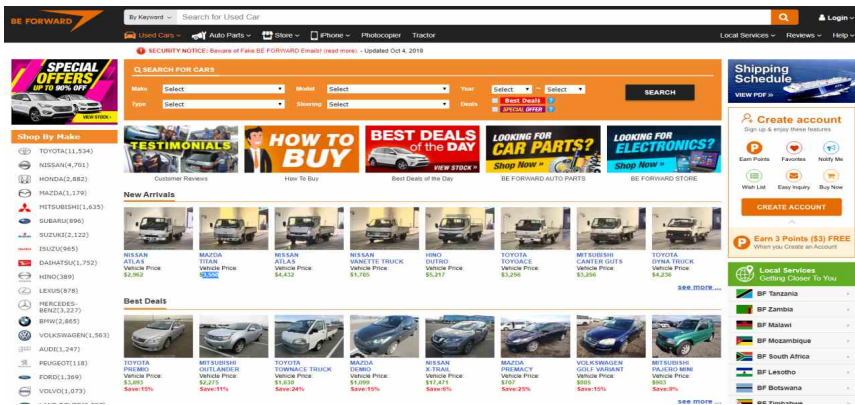 BE FORWARD
By Keyword
Search for Used Car
Login
Used Cars
Auto Parts
Store
iPhone
Photocopier
Tractor
Local Services
Reviews
Help
SECURITY NOTICE: Beware of Fake BE FORWARD Emails! (read more). - Updated Oct 4, 2019
SPECIAL
OFFERS
UP TO 90% OFF
VIEW STOCK
SEARCH FOR CARS
Make Select Model Select Year Select ~ Select
Type Select Steering Select Deals Best Deals ?
SPECIAL OFFER ?
SEARCH
Shipping
Schedule
VIEW PDF »
Shop By Make
TOYOTA(11,534)
NISSAN(4,701)
HONDA(2,882)
MAZDA(1,179)
MITSUBISHI(1,635)
SUBARU(896)
SUZUKI(2,122)
ISUZU(965)
DAIHATSU(1,752)
HINO(389)
LEXUS(878)
MERCEDES-
BENZ(3,227)
BMW(2,865)
VOLKSWAGEN(1,563)
AUDI(1,247)
PEUGEOT(118)
FORD(1,369)
VOLVO(1,073)
TESTIMONIALS
Customer Reviews
HOW TO
BUY
How To Buy
BEST DEALS
of the DAY
VIEW STOCK »
Best Deals of the Day
LOOKING FOR
CAR PARTS?
Shop Now »
BE FORWARD AUTO PARTS
LOOKING FOR
ELECTRONICS?
Shop Now »
BE FORWARD STORE
New Arrivals
NISSAN
ATLAS
Vehicle Price:
$2,962
MAZDA
TITAN
Vehicle Price:
NISSAN
ATLAS
Vehicle Price:
$4,432
NISSAN
VANETTE TRUCK
Vehicle Price:
$1,785
HINO
DUTRO
Vehicle Price:
$5,217
TOYOTA
TOYOACE
Vehicle Price:
$3,256
MITSUBISHI
CANTER GUTS
Vehicle Price:
$3,256
TOYOTA
DYNA TRUCK
Vehicle Price:
$4,236
see more ...
Best Deals
TOYOTA
PREMIO
Vehicle Price:
$3,893
Save:15%
MITSUBISHI
OUTLANDER
Vehicle Price:
$2,275
Save:11%
TOYOTA
TOWNACE TRUCK
Vehicle Price:
$1,630
Save:24%
MAZDA
DEMIO
Vehicle Price:
$1,099
Save:15%
NISSAN
X-TRAIL
Vehicle Price:
$17,471
Save:6%
MAZDA
PREMACY
Vehicle Price:
$707
Save:25%
VOLKSWAGEN
GOLF VARIANT
Vehicle Price:
$805
Save:15%
MITSUBISHI
PAJERO MINI
Vehicle Price:
$903
see more ...
Create account
Sign up & enjoy these features
Earn Points
Favorites
Notify Me
Wish List
Easy Inquiry
Buy Now
CREATE ACCOUNT
Earn 3 Points ($3) FREE
When you Create an Account
Local Services
Getting Closer To You
BF Tanzania
BF Zambia
BF Malawi
BF Mozambique
BF South Africa
BF Lesotho
BF Botswana
BF Zimbabwe